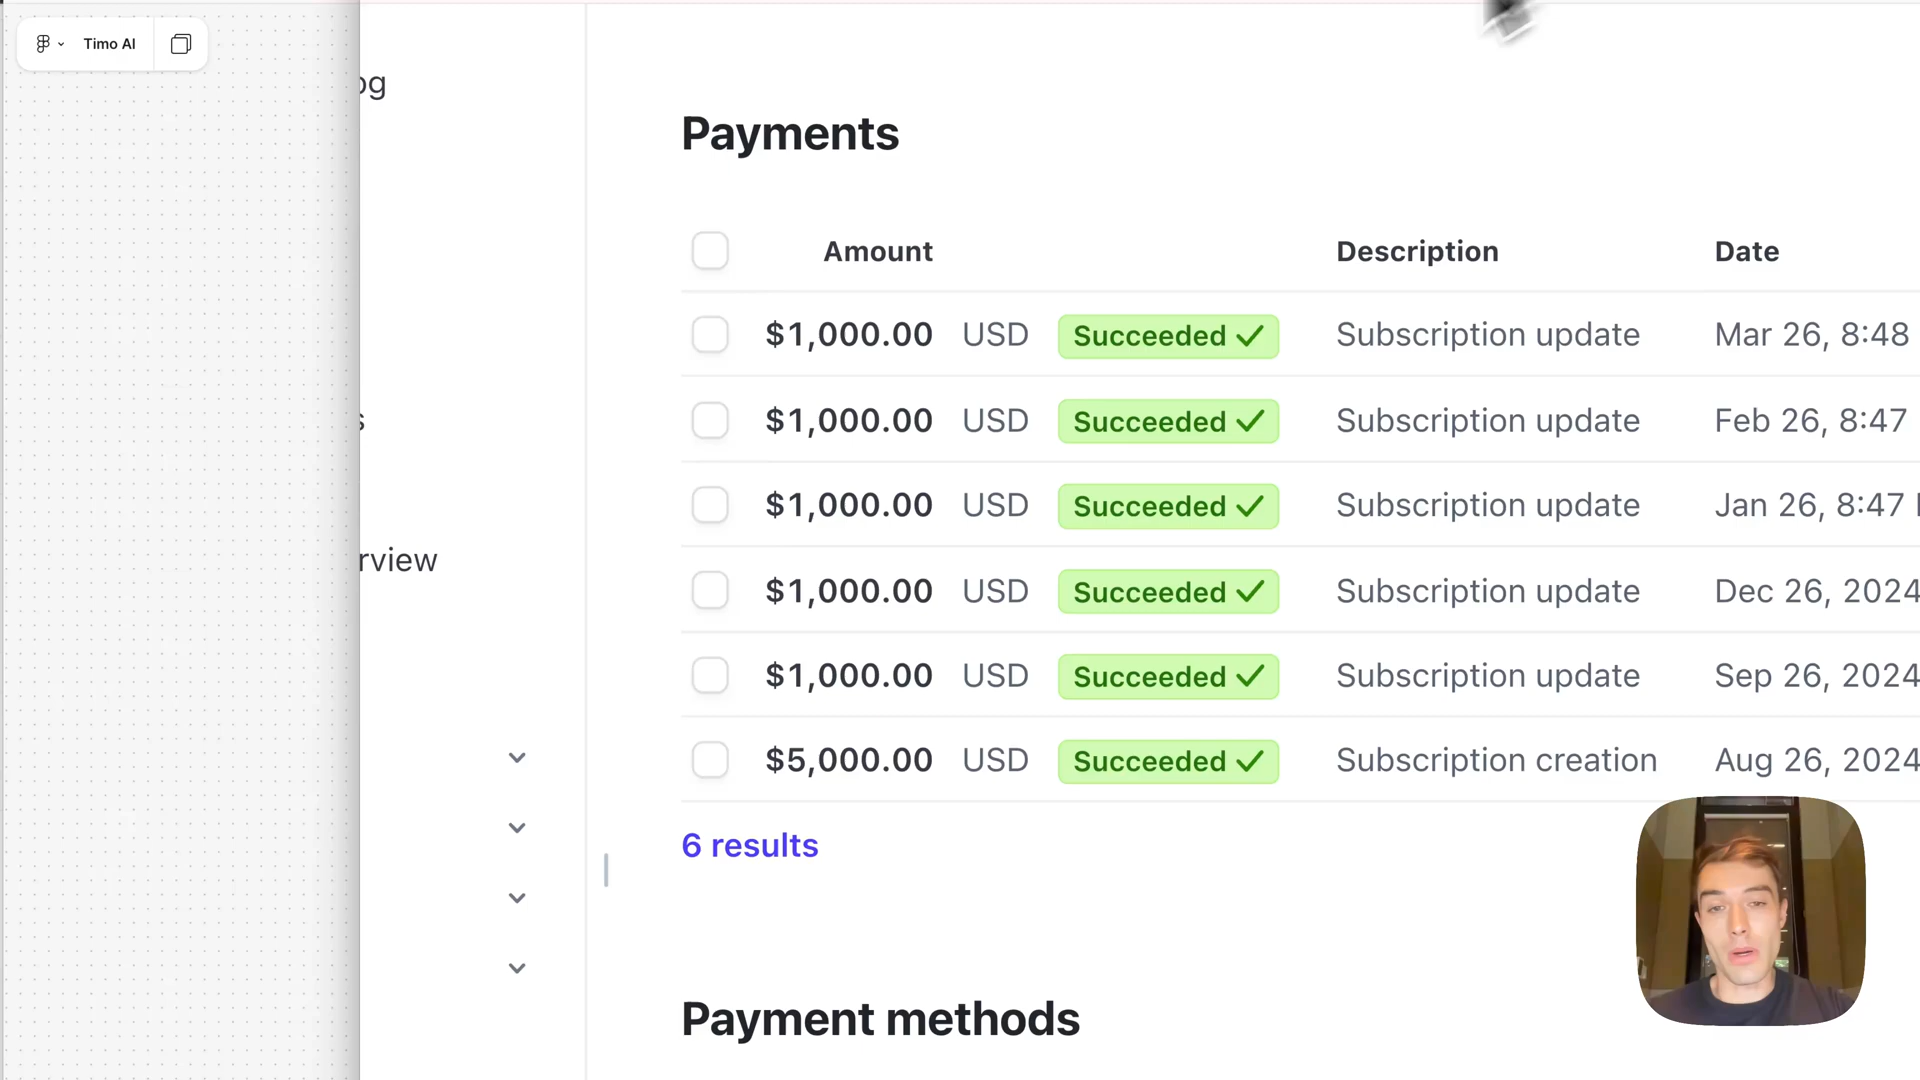 Timo AI
og
s
rview
Payments
Amount Description Date
$1,000.00 USD Succeeded Subscription update Mar 26, 8:48
$1,000.00 USD Succeeded Subscription update Feb 26, 8:47
$1,000.00 USD Succeeded Subscription update Jan 26, 8:47
$1,000.00 USD Succeeded Subscription update Dec 26, 2024
$1,000.00 USD Succeeded Subscription update Sep 26, 2024
$5,000.00 USD Succeeded Subscription creation Aug 26, 2024
6 results
Payment methods